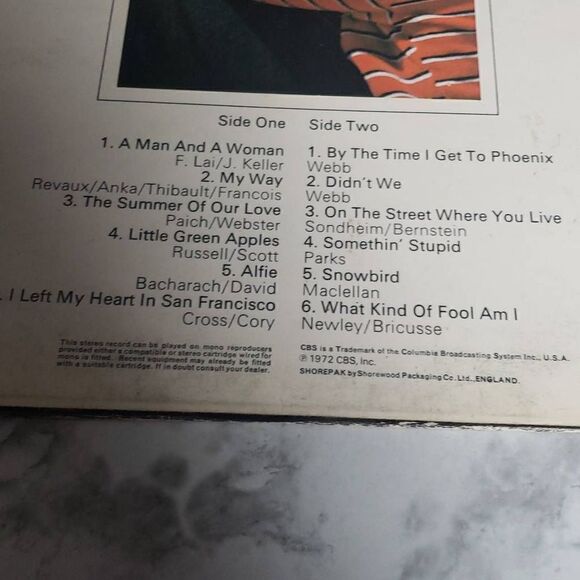 Side One
1. A Man And A Woman
F. Lai/J. Keller
2. My Way
Revaux/Anka/Thibault/Francois
3. The Summer Of Our Love
Paich/Webster
4. Little Green Apples
Russell/Scott
5. Alfie
Bacharach/David
. I Left My Heart In San Francisco
Cross/Cory
This stereo record can be played on mono reproducers
provided either a compatible or stereo cartridge wired for
mono is fitted. Recent equipment may already be fitted
with a suitable cartridge. If in doubt consult your dealer.
Side Two
1. By The Time I Get To Phoenix
Webb
2. Didn't We
Webb
3. On The Street Where You Live
Sondheim/Bernstein
4. Somethin' Stupid
Parks
5. Snowbird
Maclellan
6. What Kind Of Fool Am I
Newley/Bricusse
CBS is a Trademark of the Columbia Broadcasting System Inc., U.S.A.
℗ 1972 CBS, Inc.
SHOREPAK by Shorewood Packaging Co. Ltd., ENGLAND.